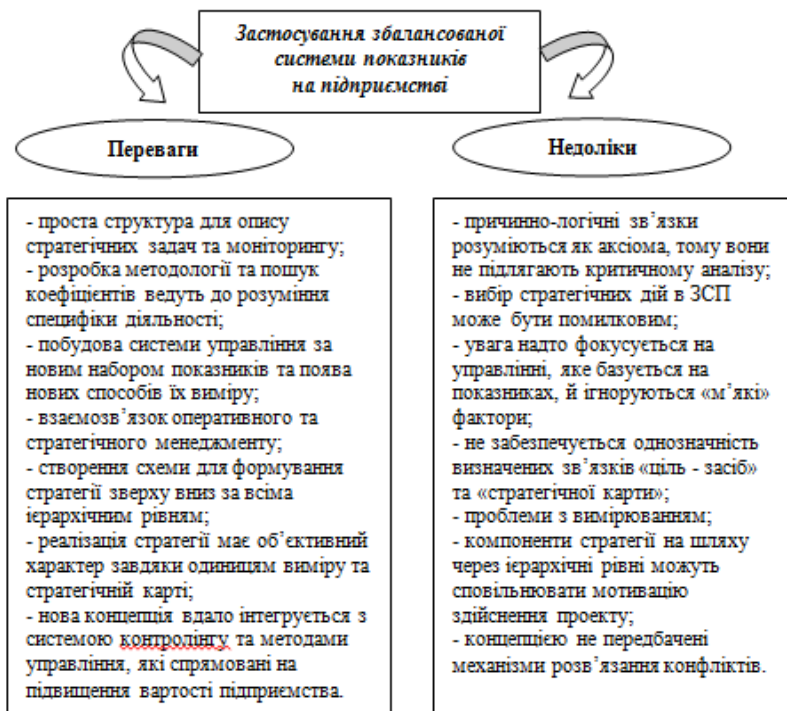 Застосування збалансованої
системи показників
на підприємстві
Переваги
Недоліки
- проста структура для опису
стратегічних задач та моніторингу;
- розробка методології та пошук
коефіцієнтів ведуть до розуміння
специфіки діяльності;
- побудова системи управління за
новим набором показників та поява
нових способів їх виміру;
- взаємозв’язок оперативного та
стратегічного менеджменту;
- створення схеми для формування
стратегії зверху вниз за всіма
ієрархічним рівням;
- реалізація стратегії має об’єктивний
характер завдяки одиницям виміру та
стратегічній карті;
- нова концепція вдало інтегрується з
системою контролінгу та методами
управління, які спрямовані на
підвищення вартості підприємства.
- причинно-логічні зв’язки
розуміються як аксіома, тому вони
не підлягають критичному аналізу;
- вибір стратегічних дій в ЗСП
може бути помилковим;
- увага надто фокусується на
управлінні, яке базується на
показниках, й ігноруються «м’які»
фактори;
- не забезпечується однозначність
визначених зв’язків «ціль - засіб»
та «стратегічної карти»;
- проблеми з вимірюванням;
- компоненти стратегії на шляху
через ієрархічні рівні можуть
сповільнювати мотивацію
здійснення проекту;
- концепцією не передбачені
механізми розв’язання конфліктів.